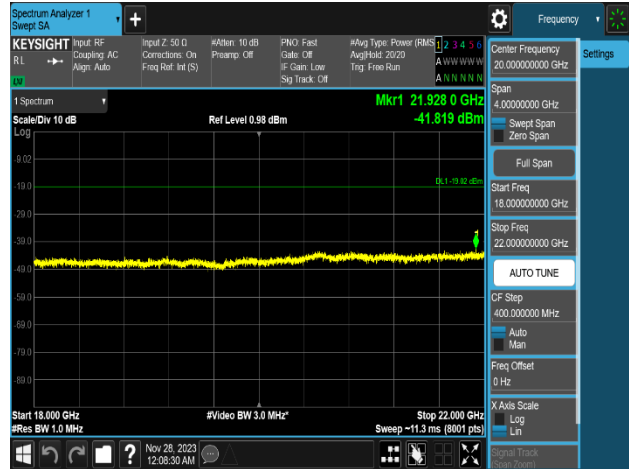 Spectrum Analyzer 1
Swept SA
+
Frequency
KEYSIGHT
RL
LXI
Input: RF
Coupling: AC
Align: Auto
Input Z: 50 Ω
Corrections: On
Freq Ref: Int (S)
#Atten: 10 dB
Preamp: Off
PNO: Fast
Gate: Off
IF Gain: Low
Sig Track: Off
#Avg Type: Power (RMS)
Avg|Hold: 20/20
Trig: Free Run
1 2 3 4 5 6
A W W W W W
A N N N N N
1 Spectrum
Scale/Div 10 dB
Log
Ref Level 0.98 dBm
Mkr1 21.928 0 GHz
-41.819 dBm
-9.02
-19.0
-29.0
-39.0
-59.0
-69.0
-79.0
-89.0
DL1 -19.02 dBm
1
Start 18.000 GHz
#Res BW 1.0 MHz
#Video BW 3.0 MHz*
Stop 22.000 GHz
Sweep ~11.3 ms (8001 pts)
Center Frequency
20.000000000 GHz
Settings
Span
4.00000000 GHz
Swept Span
Zero Span
Full Span
Start Freq
18.000000000 GHz
Stop Freq
22.000000000 GHz
AUTO TUNE
CF Step
400.000000 MHz
Auto
Man
Freq Offset
0 Hz
X Axis Scale
Log
Lin
Signal Track
(Span Zoom)
?
Nov 28, 2023
12:08:30 AM